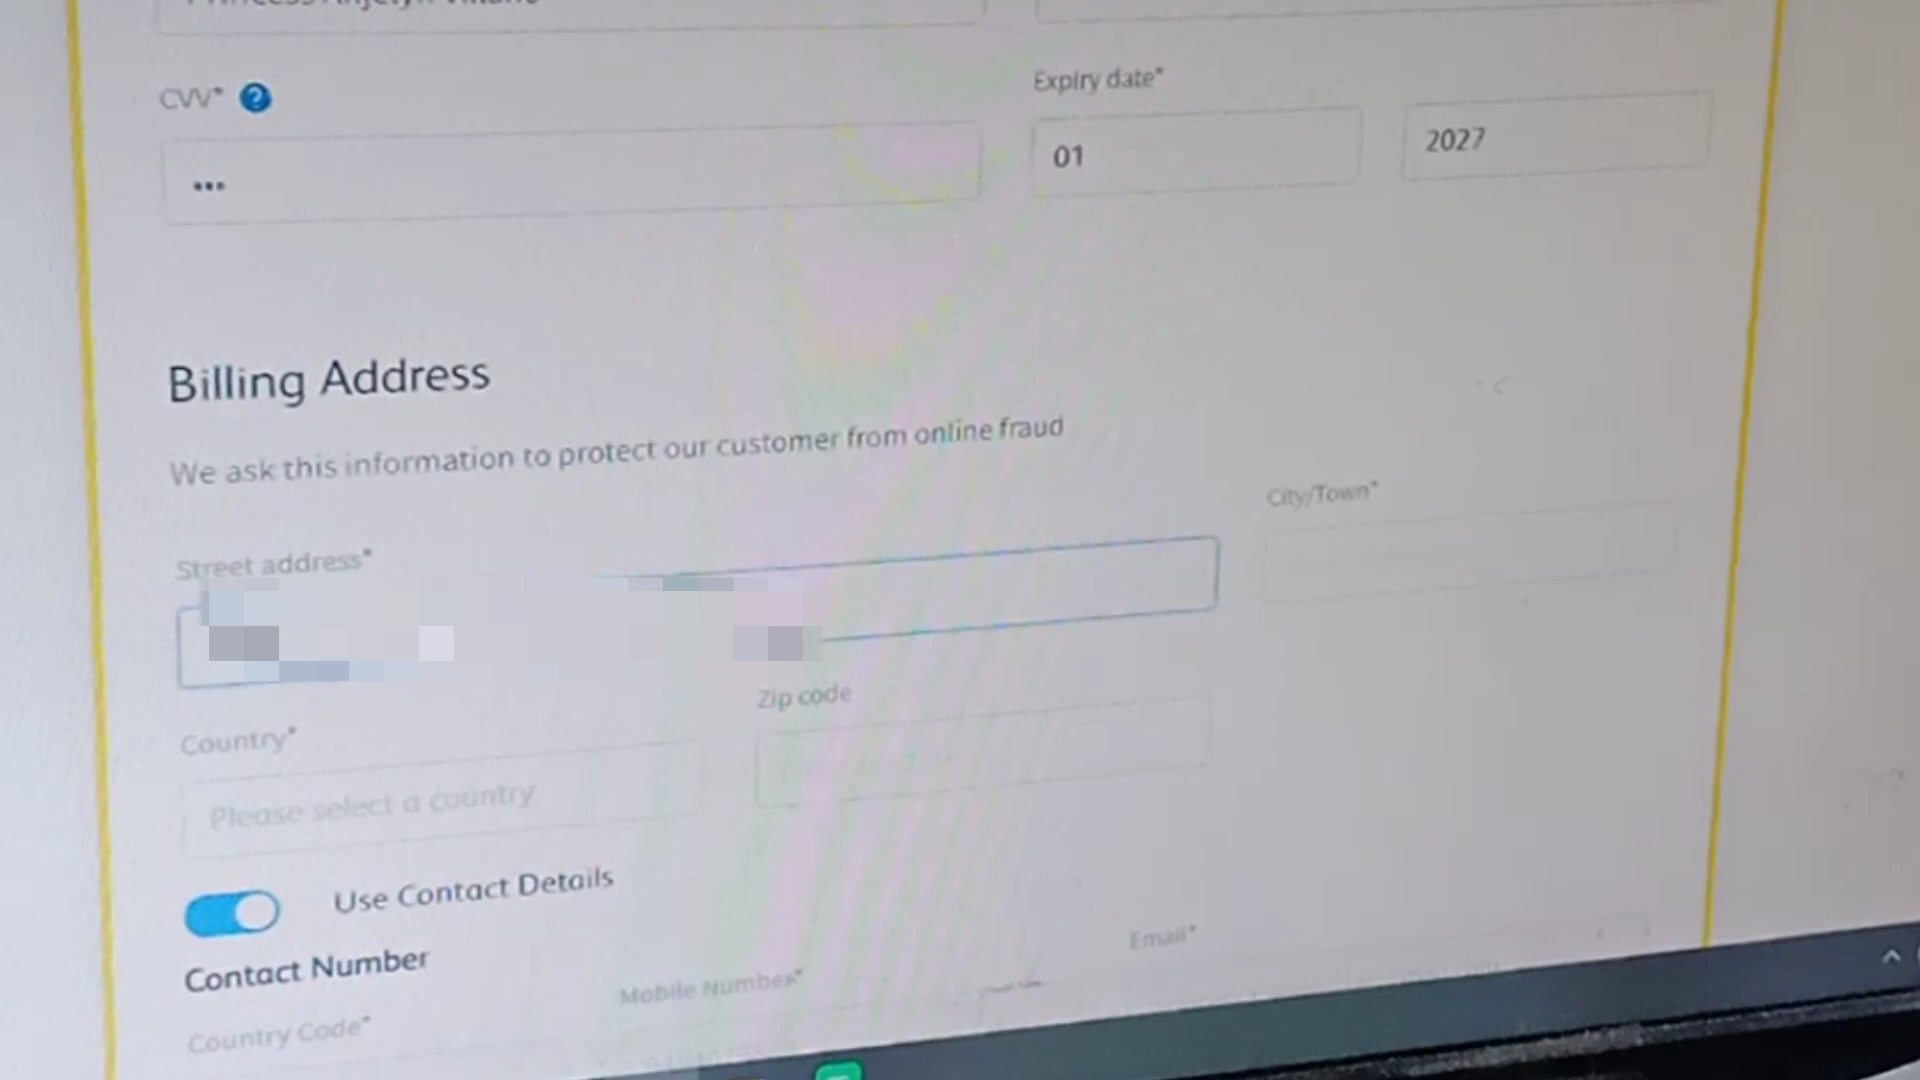 CVV*
?
Expiry date*
•••
01
2027
Billing Address
We ask this information to protect our customer from online fraud
Street address*
City/Town*
Country*
Zip code
Please select a country
Use Contact Details
Contact Number
Mobile Number*
Email*
Country Code*